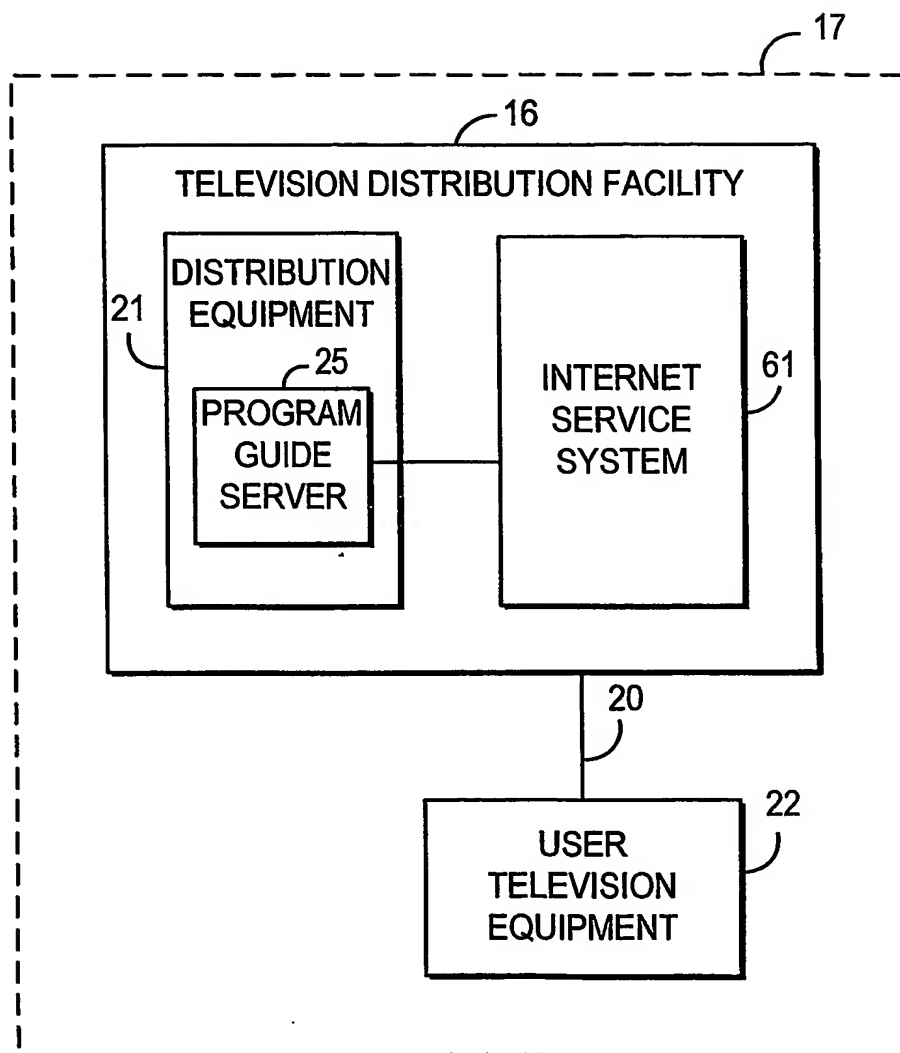 17
16
TELEVISION DISTRIBUTION FACILITY
DISTRIBUTION
EQUIPMENT
21
25
PROGRAM
GUIDE
SERVER
INTERNET
SERVICE
SYSTEM
61
20
22
USER
TELEVISION
EQUIPMENT